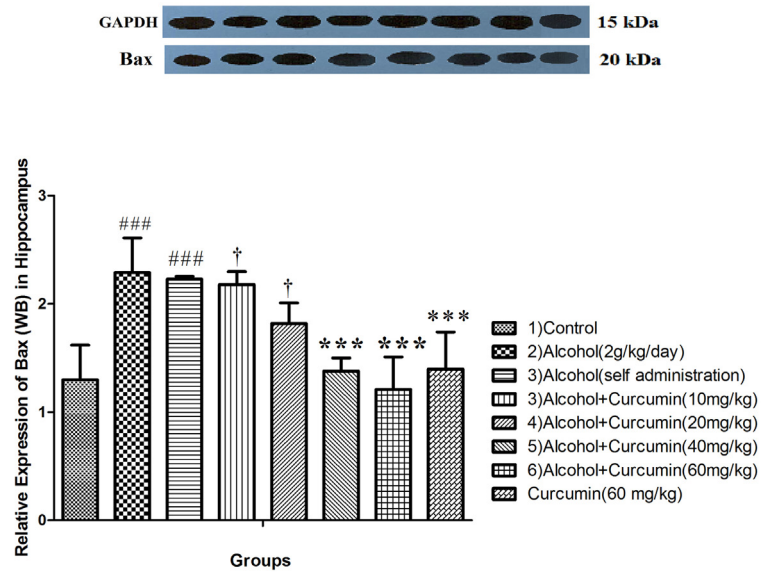 GAPDH 15 kDa
Bax 20 kDa
Relative Expression of Bax (WB) in Hippocampus
3
2
1
0
###
###
†
†
***
***
***
Groups
1)Control
2)Alcohol(2g/kg/day)
3)Alcohol(self administration)
3)Alcohol+Curcumin(10mg/kg)
4)Alcohol+Curcumin(20mg/kg)
5)Alcohol+Curcumin(40mg/kg)
6)Alcohol+Curcumin(60mg/kg)
Curcumin(60 mg/kg)